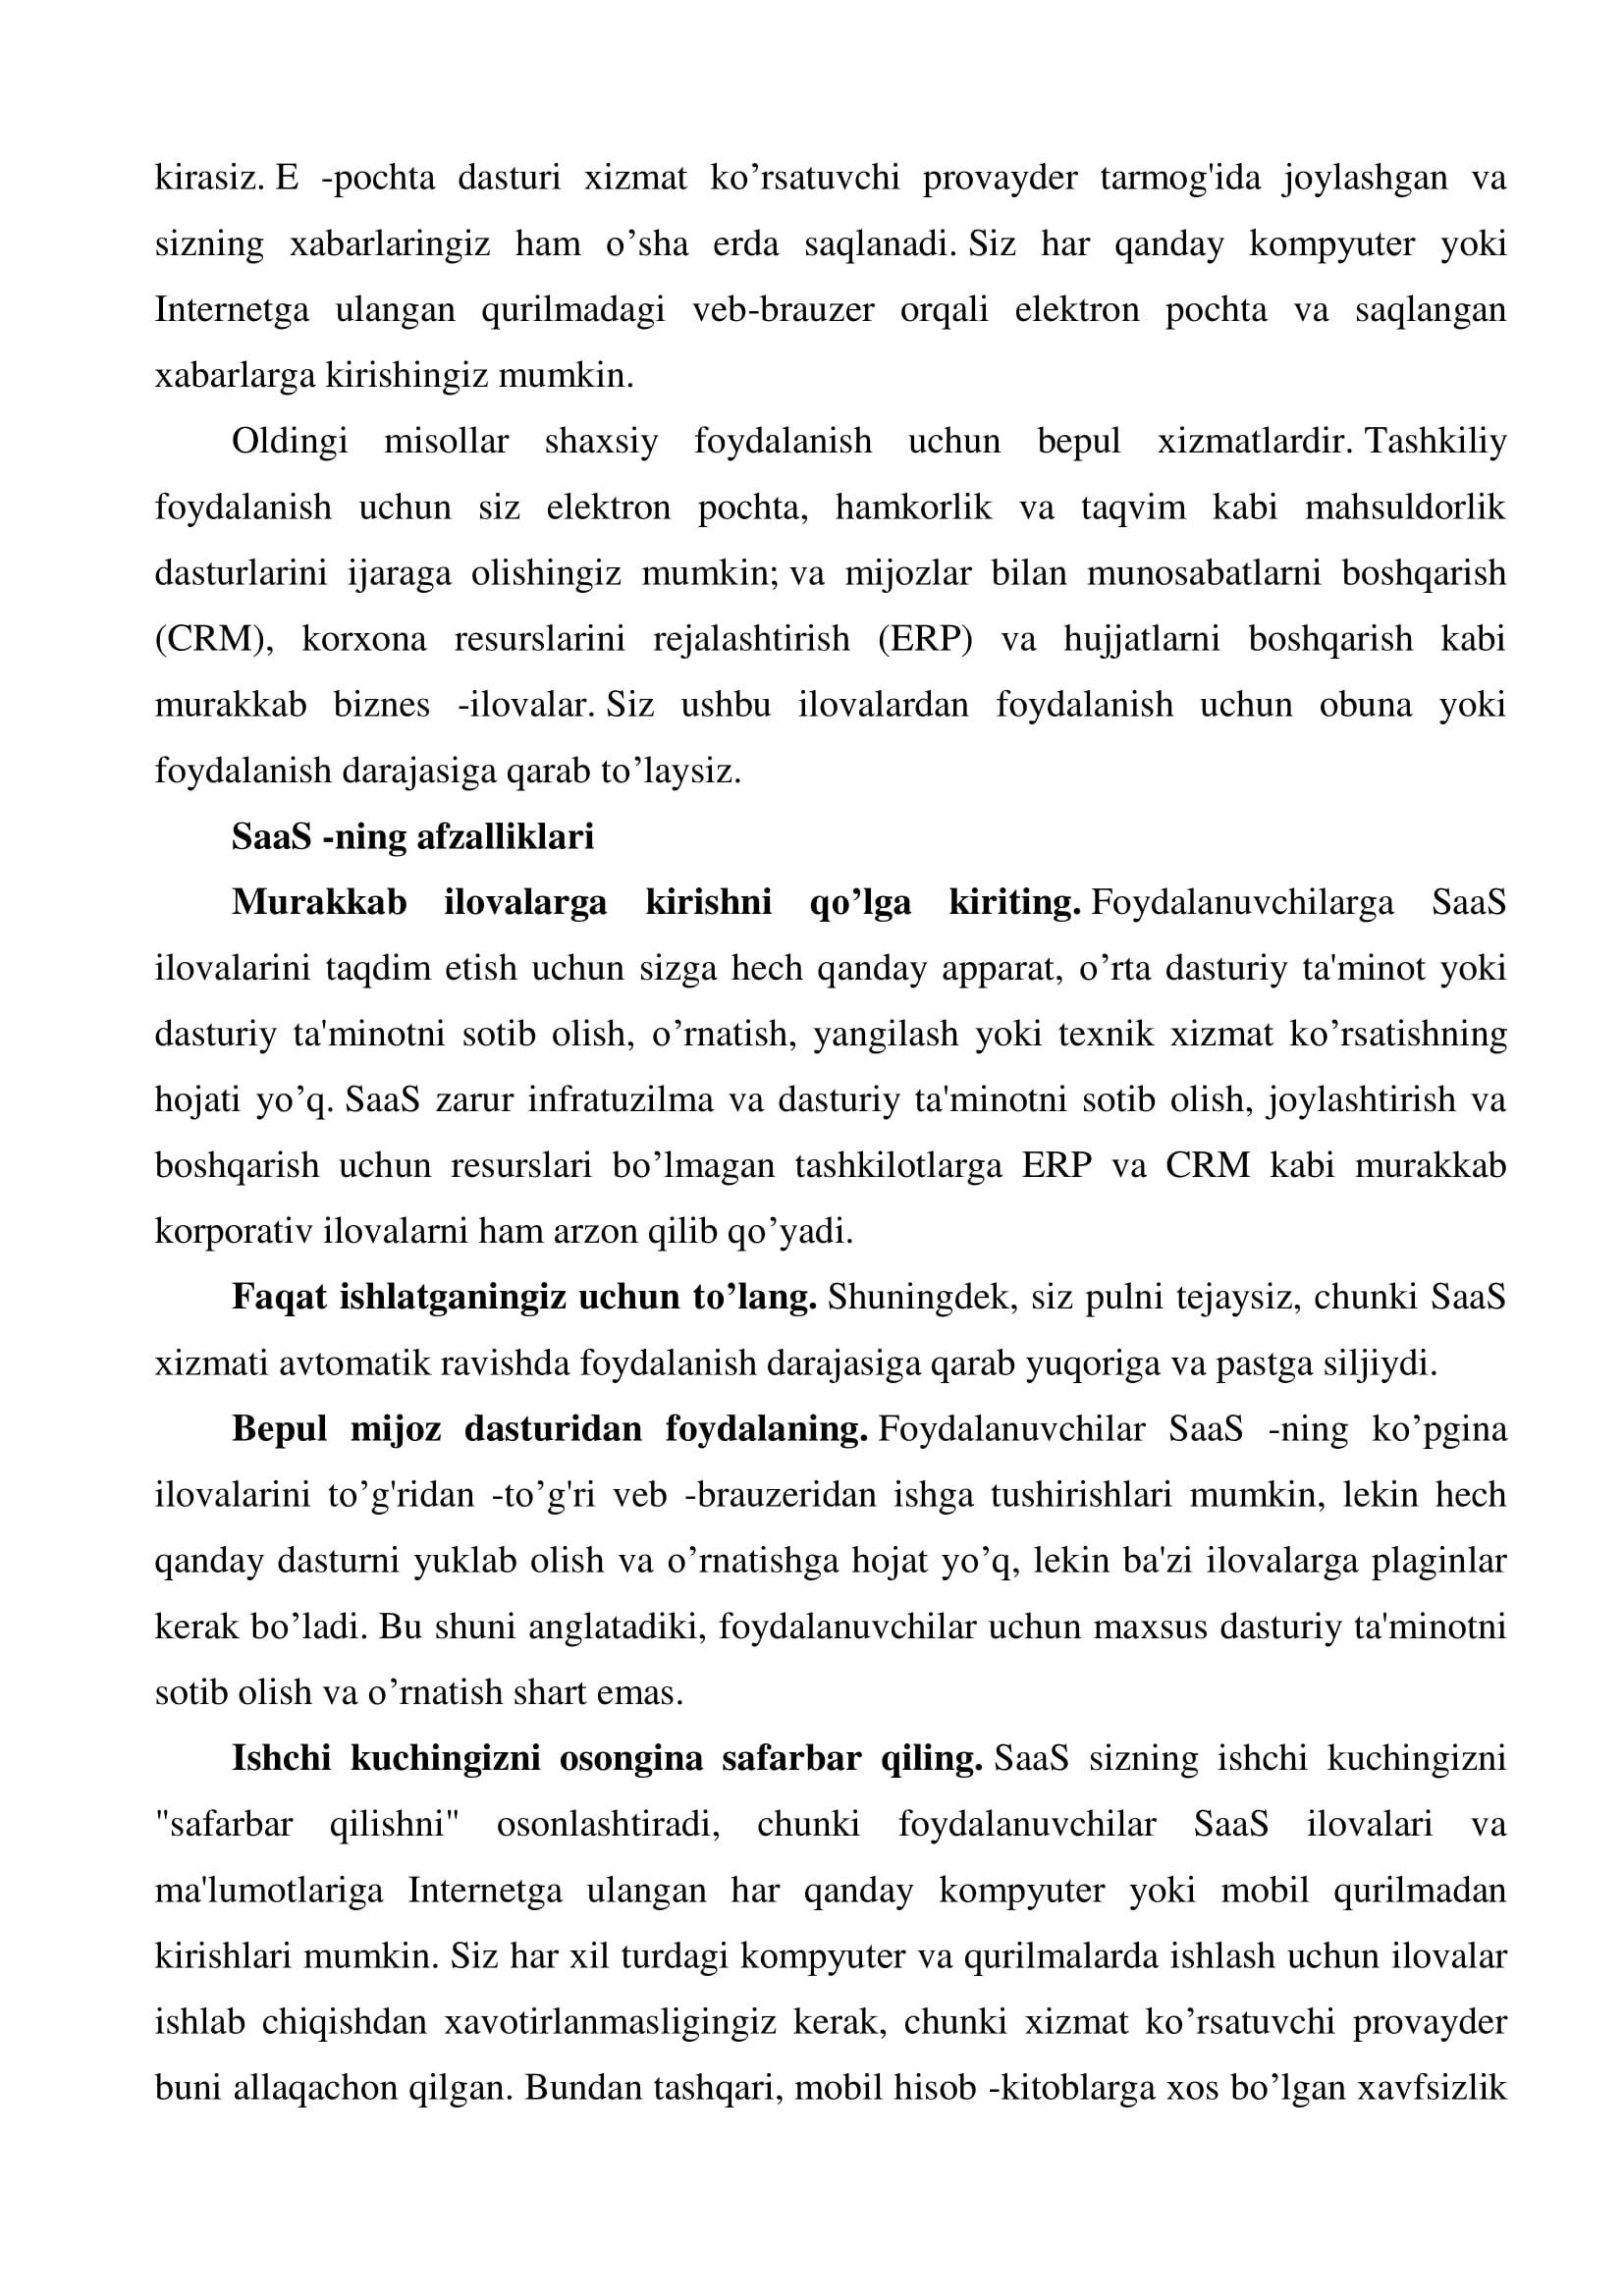 kirasiz. E -pochta dasturi xizmat ko’rsatuvchi provayder tarmog'ida joylashgan va
sizning xabarlaringiz ham o’sha erda saqlanadi. Siz har qanday kompyuter yoki
Internetga ulangan qurilmadagi veb-brauzer orqali elektron pochta va saqlangan
xabarlarga kirishingiz mumkin.
Oldingi misollar shaxsiy foydalanish uchun bepul xizmatlardir. Tashkiliy
foydalanish uchun siz elektron pochta, hamkorlik va taqvim kabi mahsuldorlik
dasturlarini ijaraga olishingiz mumkin; va mijozlar bilan munosabatlarni boshqarish
(CRM), korxona resurslarini rejalashtirish (ERP) va hujjatlarni boshqarish kabi
murakkab biznes -ilovalar. Siz ushbu ilovalardan foydalanish uchun obuna yoki
foydalanish darajasiga qarab to’laysiz.
SaaS -ning afzalliklari
Murakkab ilovalarga kirishni qo’lga kiriting. Foydalanuvchilarga SaaS
ilovalarini taqdim etish uchun sizga hech qanday apparat, o’rta dasturiy ta'minot yoki
dasturiy ta'minotni sotib olish, o’rnatish, yangilash yoki texnik xizmat ko’rsatishning
hojati yo’q. SaaS zarur infratuzilma va dasturiy ta'minotni sotib olish, joylashtirish va
boshqarish uchun resurslari bo’lmagan tashkilotlarga ERP va CRM kabi murakkab
korporativ ilovalarni ham arzon qilib qo’yadi.
Faqat ishlatganingiz uchun to’lang. Shuningdek, siz pulni tejaysiz, chunki SaaS
xizmati avtomatik ravishda foydalanish darajasiga qarab yuqoriga va pastga siljiydi.
Bepul mijoz dasturidan foydalaning. Foydalanuvchilar SaaS -ning ko’pgina
ilovalarini to’g'ridan -to’g'ri veb -brauzeridan ishga tushirishlari mumkin, lekin hech
qanday dasturni yuklab olish va o’rnatishga hojat yo’q, lekin ba'zi ilovalarga plaginlar
kerak bo’ladi. Bu shuni anglatadiki, foydalanuvchilar uchun maxsus dasturiy ta'minotni
sotib olish va o’rnatish shart emas.
Ishchi kuchingizni osongina safarbar qiling. SaaS sizning ishchi kuchingizni
"safarbar qilishni" osonlashtiradi, chunki foydalanuvchilar SaaS ilovalari va
ma'lumotlariga Internetga ulangan har qanday kompyuter yoki mobil qurilmadan
kirishlari mumkin. Siz har xil turdagi kompyuter va qurilmalarda ishlash uchun ilovalar
ishlab chiqishdan xavotirlanmasligingiz kerak, chunki xizmat ko’rsatuvchi provayder
buni allaqachon qilgan. Bundan tashqari, mobil hisob -kitoblarga xos bo’lgan xavfsizlik